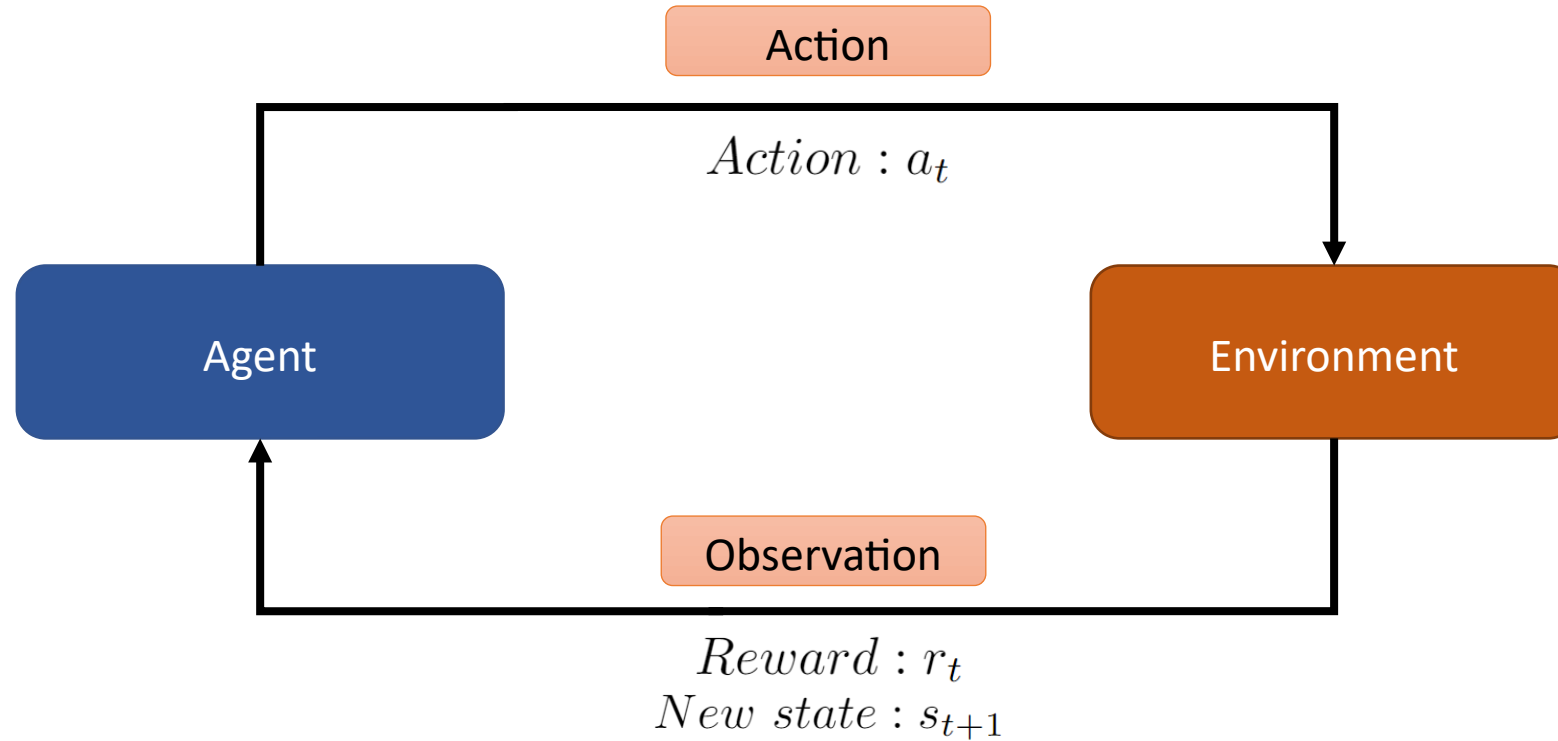 Action
Action : a_t
Agent
Environment
Observation
Reward : r_t
New state : s_{t+1}